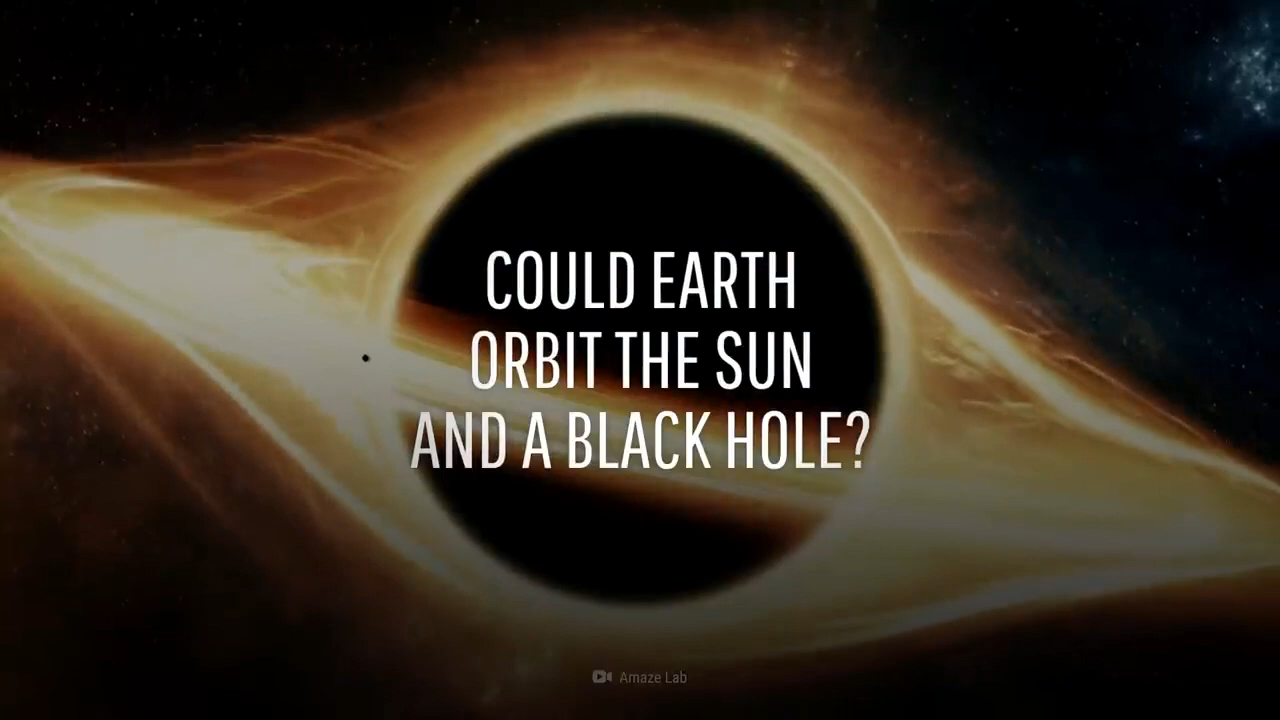 COULD EARTH
ORBIT THE SUN
AND A BLACK HOLE?
Amaze Lab